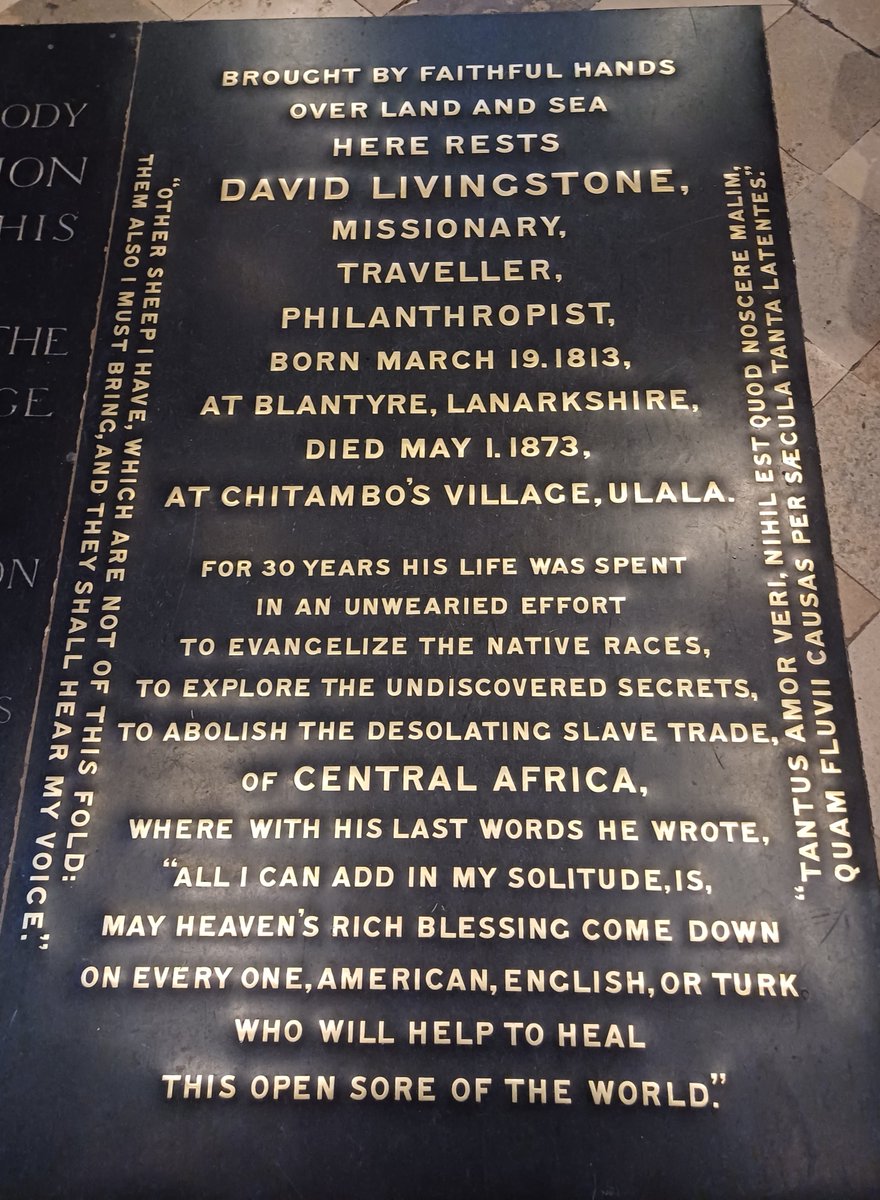 BROUGHT BY FAITHFUL HANDS
OVER LAND AND SEA
HERE RESTS
DAVID LIVINGSTONE,
MISSIONARY,
TRAVELLER,
PHILANTHROPIST,
BORN MARCH 19. 1813,
AT BLANTYRE, LANARKSHIRE,
DIED MAY 1. 1873,
AT CHITAMBO'S VILLAGE, ULALA.
FOR 30 YEARS HIS LIFE WAS SPENT
IN AN UNWEARIED EFFORT
TO EVANGELIZE THE NATIVE RACES,
TO EXPLORE THE UNDISCOVERED SECRETS,
TO ABOLISH THE DESOLATING SLAVE TRADE,
OF CENTRAL AFRICA,
WHERE WITH HIS LAST WORDS HE WROTE,
"ALL I CAN ADD IN MY SOLITUDE, IS,
MAY HEAVEN'S RICH BLESSING COME DOWN
ON EVERY ONE, AMERICAN, ENGLISH, OR TURK
WHO WILL HELP TO HEAL
THIS OPEN SORE OF THE WORLD."
"OTHER SHEEP I HAVE, WHICH ARE NOT OF THIS FOLD:
THEM ALSO I MUST BRING, AND THEY SHALL HEAR MY VOICE."
"TANTUS AMOR VERI, NIHIL EST QUOD NOSCERE MALIM,
QUAM FLUVII CAUSAS PER SÆCULA TANTA LATENTES."
ODY
ION
HIS
THE
GE
ON
S